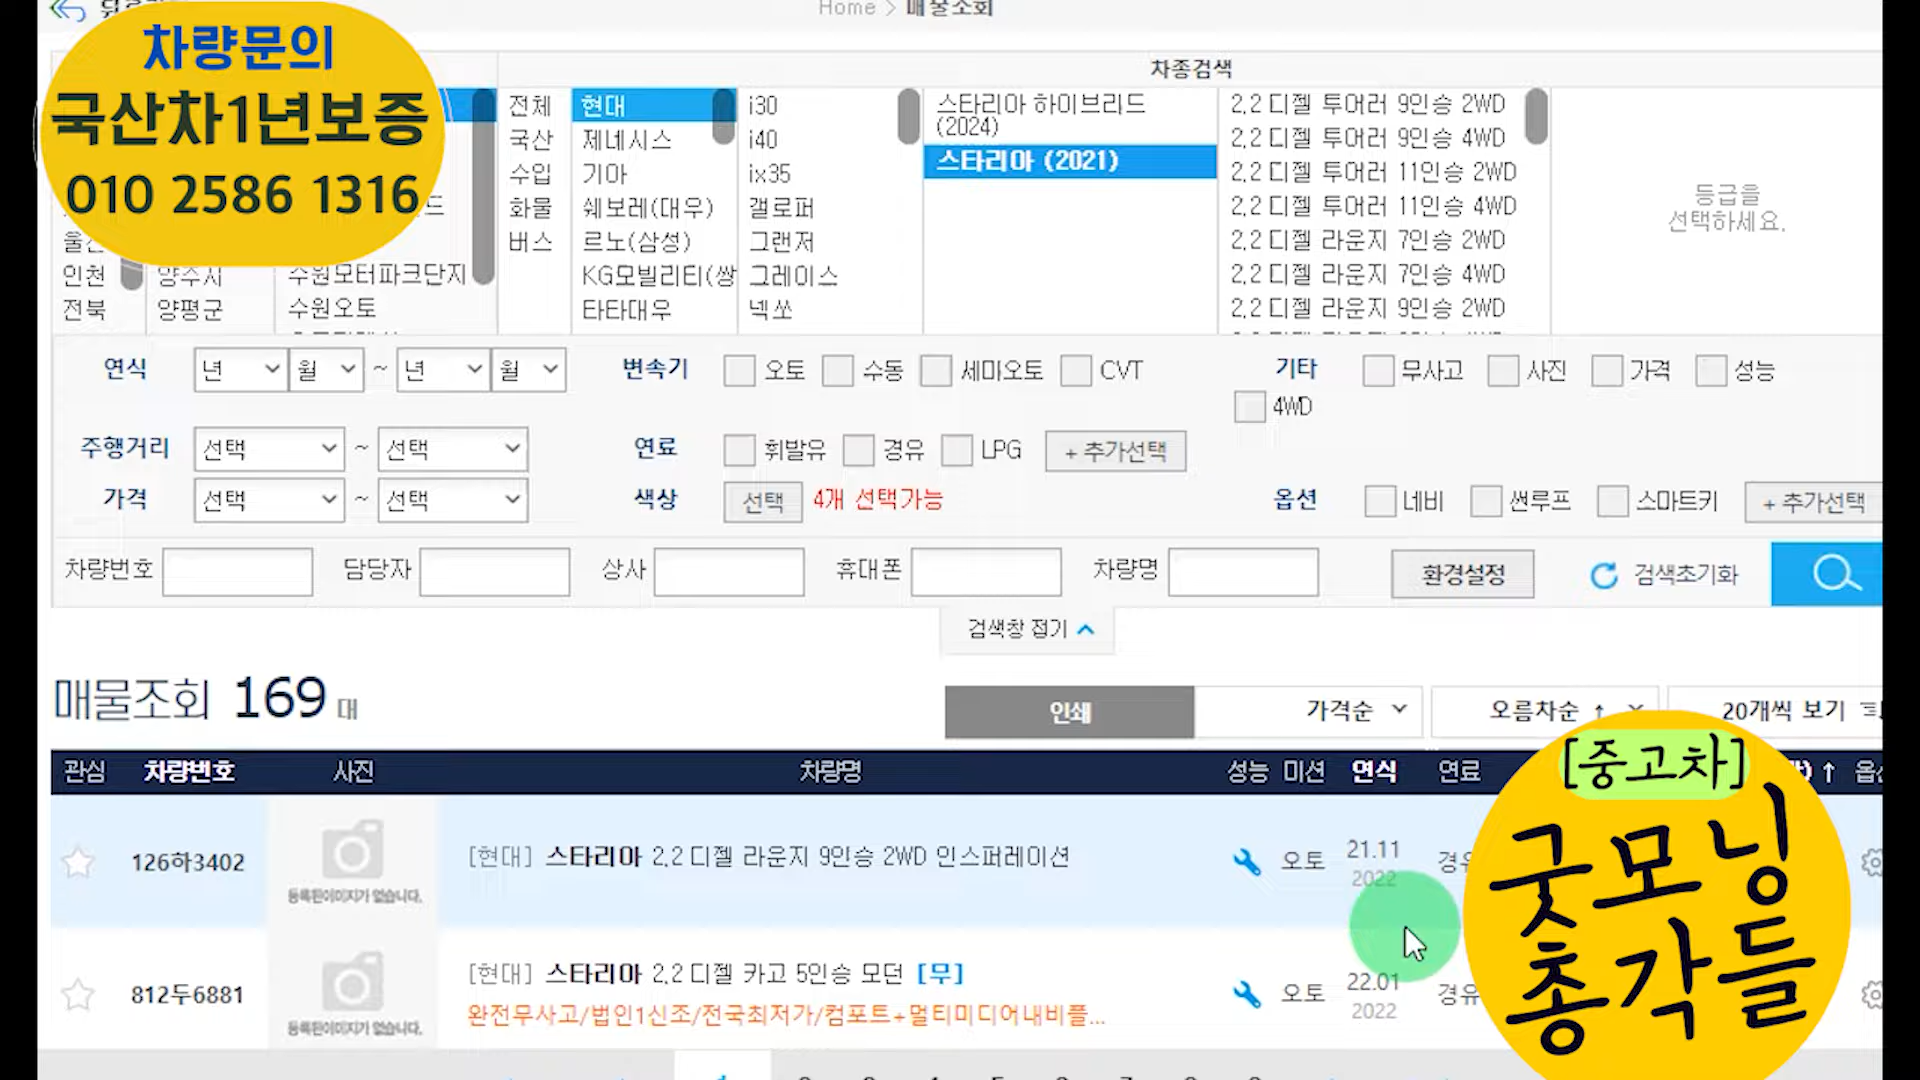 Home > 매물조회
차량문의
국산차1년보증
010 2586 1316
차종검색
인천
전북
양주시
양평군
수원모터파크단지
수원오토
전체
국산
수입
화물
버스
현대
제네시스
기아
쉐보레(대우)
르노(삼성)
KG모빌리티(쌍
타타대우
i30
i40
ix35
갤로퍼
그랜저
그레이스
넥쏘
스타리아 하이브리드
(2024)
스타리아 (2021)
2.2 디젤 투어러 9인승 2WD
2.2 디젤 투어러 9인승 4WD
2.2 디젤 투어러 11인승 2WD
2.2 디젤 투어러 11인승 4WD
2.2 디젤 라운지 7인승 2WD
2.2 디젤 라운지 7인승 4WD
2.2 디젤 라운지 9인승 2WD
등급을
선택하세요.
연식 년 월 ~ 년 월 변속기 오토 수동 세미오토 CVT 기타 무사고 사진 가격 성능
4WD
주행거리 선택 ~ 선택 연료 휘발유 경유 LPG + 추가선택
가격 선택 ~ 선택 색상 선택 4개 선택가능 옵션 네비 썬루프 스마트키 + 추가선택
차량번호 담당자 상사 휴대폰 차량명 환경설정 검색초기화
검색창 접기
매물조회 169 대
인쇄 가격순 오름차순 ↑ 20개씩 보기
관심 차량번호 사진 차량명 성능 미션 연식 연료
126하3402 등록된이미지가 없습니다. [현대] 스타리아 2.2 디젤 라운지 9인승 2WD 인스퍼레이션 오토 21.11
2022
812두6881 등록된이미지가 없습니다. [현대] 스타리아 2.2 디젤 카고 5인승 모던 [무] 오토 22.01 경유
완전무사고/법인1신조/전국최저가/컴포트+멀티미디어내비플... 2022
[중고차]
굿모닝
총각들